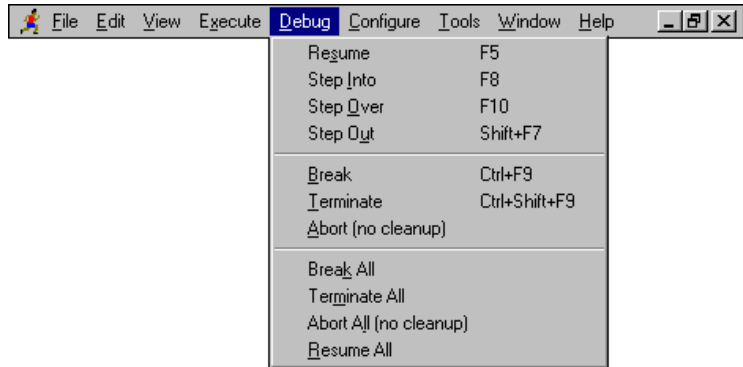 File Edit View Execute Debug Configure Tools Window Help
Resume F5
Step Into F8
Step Over F10
Step Out Shift+F7
Break Ctrl+F9
Terminate Ctrl+Shift+F9
Abort (no cleanup)
Break All
Terminate All
Abort All (no cleanup)
Resume All